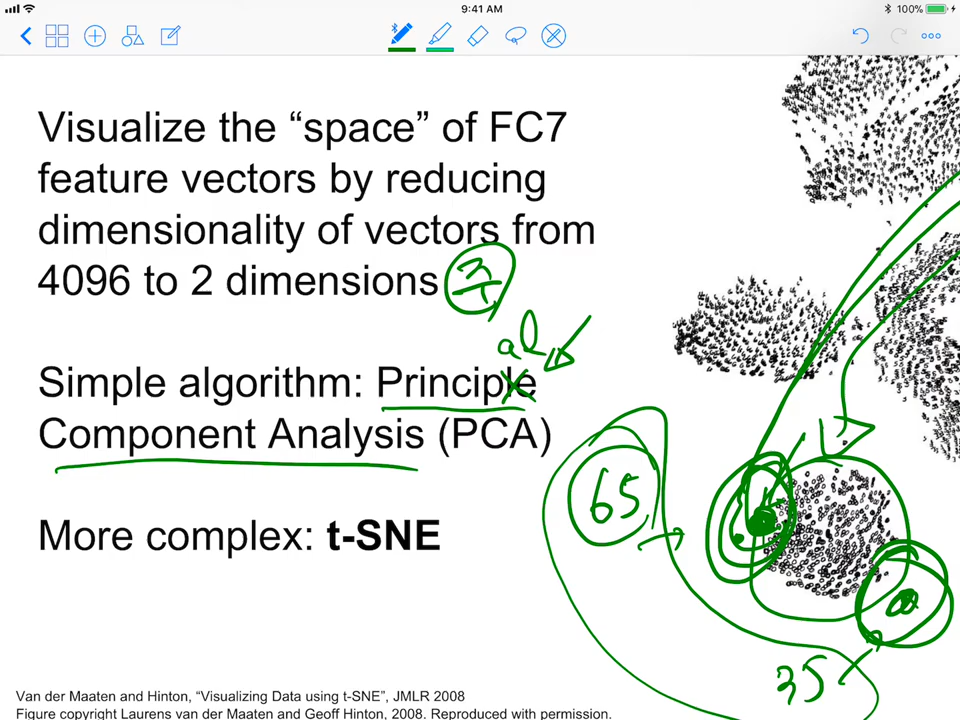 9:41 AM
100%
Visualize the “space” of FC7
feature vectors by reducing
dimensionality of vectors from
4096 to 2 dimensions
al
Simple algorithm: Principle
Component Analysis (PCA)
65
More complex: t-SNE
35
Van der Maaten and Hinton, “Visualizing Data using t-SNE”, JMLR 2008
Figure copyright Laurens van der Maaten and Geoff Hinton, 2008. Reproduced with permission.